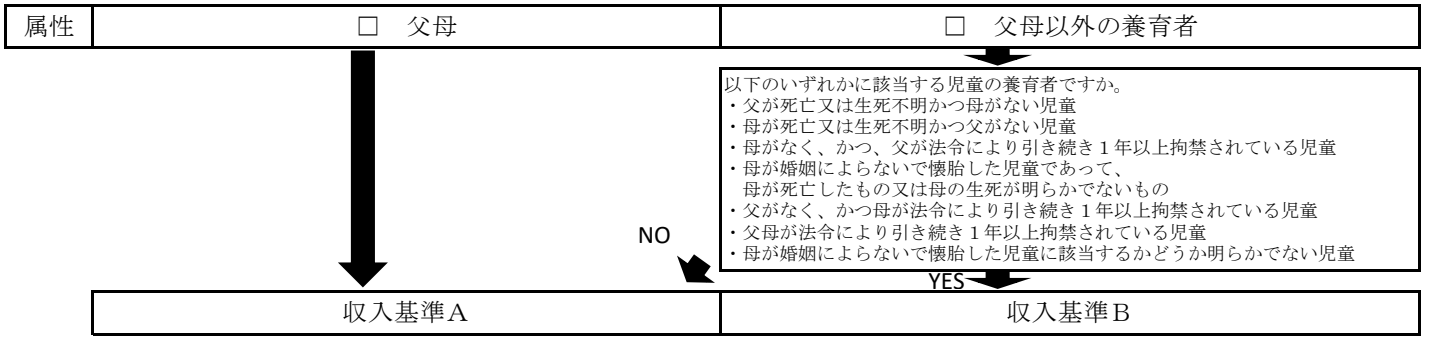 属性 □ 父母 □ 父母以外の養育者
以下のいずれかに該当する児童の養育者ですか。
・父が死亡又は生死不明かつ母がない児童
・母が死亡又は生死不明かつ父がない児童
・母がなく、かつ、父が法令により引き続き１年以上拘禁されている児童
・母が婚姻によらないで懐胎した児童であって、
母が死亡したもの又は母の生死が明らかでないもの
・父がなく、かつ母が法令により引き続き１年以上拘禁されている児童
・父母が法令により引き続き１年以上拘禁されている児童
・母が婚姻によらないで懐胎した児童に該当するかどうか明らかでない児童
NO
YES
収入基準Ａ 収入基準Ｂ